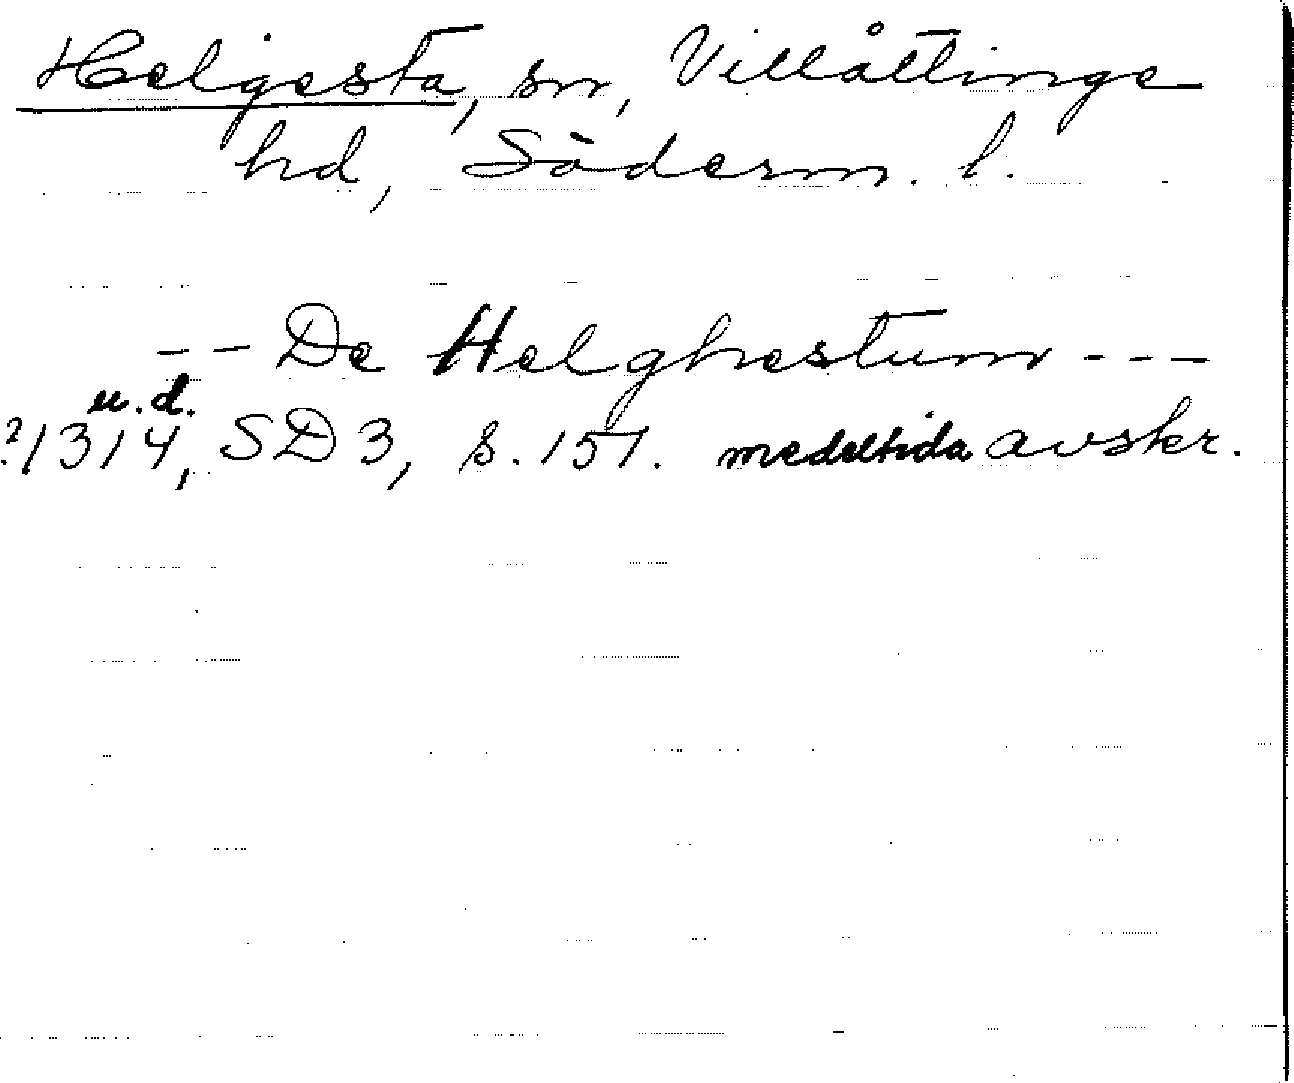 Helgesta, sn, Villåttinge
hd, Söderm. l.
-- De Helghestum ---
u.d.
?1314, SD 3, s. 151. medeltida avskr.